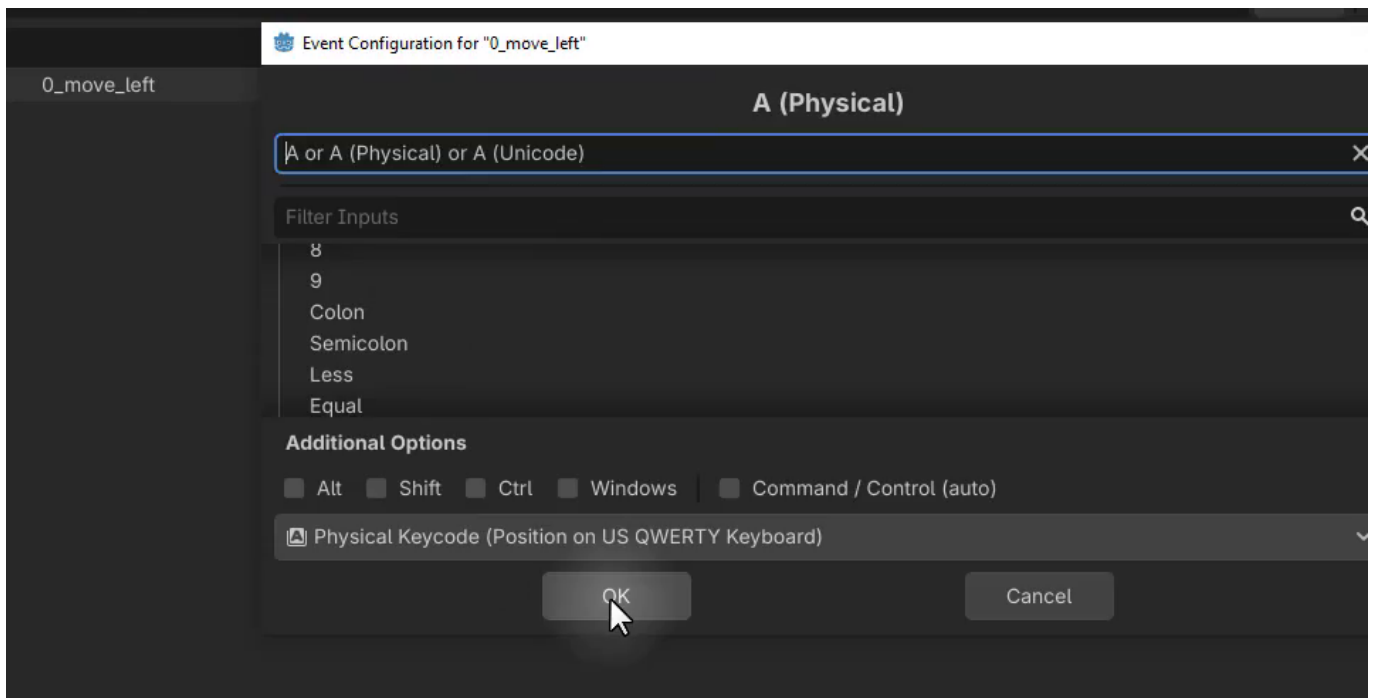 Event Configuration for "0_move_left"
0_move_left
A (Physical)
A or A (Physical) or A (Unicode)
Filter Inputs
8
9
Colon
Semicolon
Less
Equal
Additional Options
Alt Shift Ctrl Windows Command / Control (auto)
Physical Keycode (Position on US QWERTY Keyboard)
OK Cancel